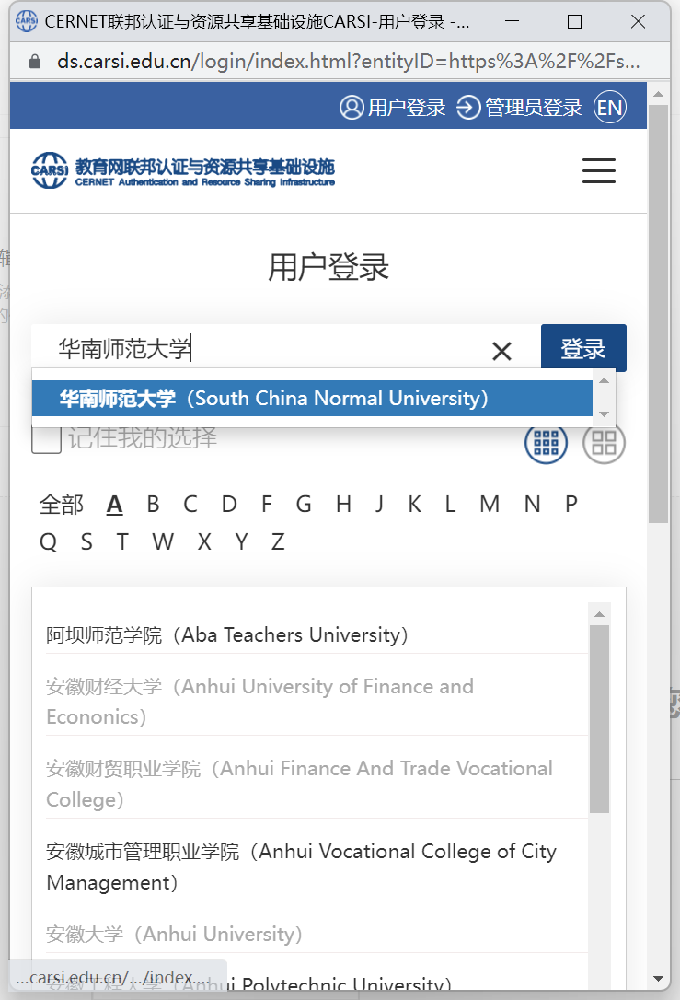 CERNET联邦认证与资源共享基础设施CARSI-用户登录 -...
ds.carsi.edu.cn/login/index.html?entityID=https%3A%2F%2Fs...
用户登录 管理员登录 EN
CARSI 教育网联邦认证与资源共享基础设施
CERNET Authentication and Resource Sharing Infrastructure
用户登录
华南师范大学 登录
华南师范大学（South China Normal University）
记住我的选择
全部 A B C D F G H J K L M N P
Q S T W X Y Z
阿坝师范学院（Aba Teachers University）
安徽财经大学（Anhui University of Finance and
Econonics）
安徽财贸职业学院（Anhui Finance And Trade Vocational
College）
安徽城市管理职业学院（Anhui Vocational College of City
Management）
安徽大学（Anhui University）
...carsi.edu.cn/.../index....
安徽工程大学（Anhui Polytechnic University）